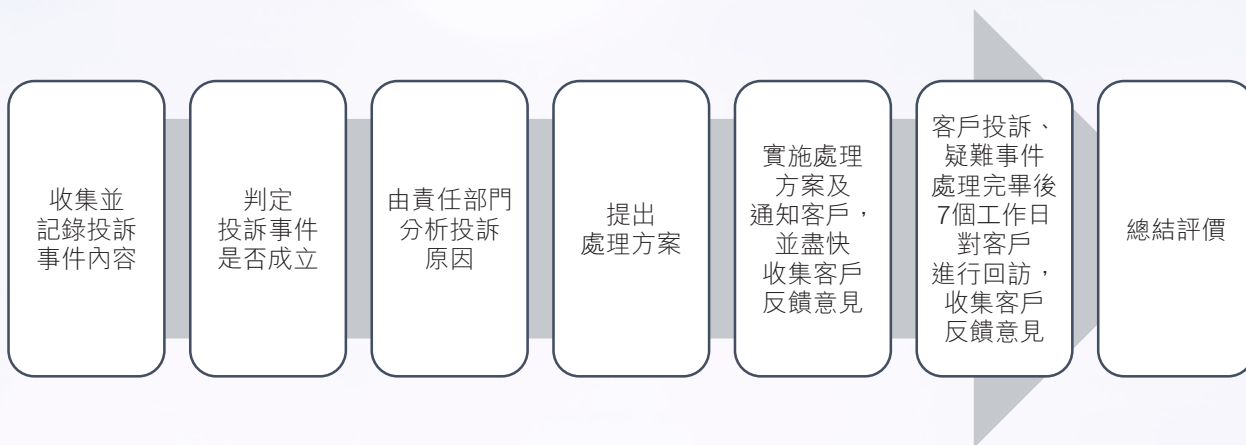 收集並
記錄投訴
事件內容
判定
投訴事件
是否成立
由責任部門
分析投訴
原因
提出
處理方案
實施處理
方案及
通知客戶，
並盡快
收集客戶
反饋意見
客戶投訴、
疑難事件
處理完畢後
7個工作日
對客戶
進行回訪，
收集客戶
反饋意見
總結評價